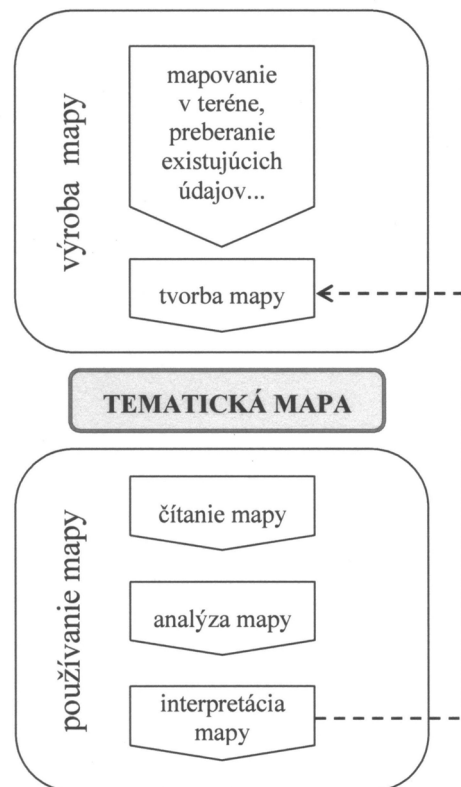 výroba mapy
mapovanie
v teréne,
preberanie
existujúcich
údajov...
tvorba mapy
TEMATICKÁ MAPA
používanie mapy
čítanie mapy
analýza mapy
interpretácia
mapy